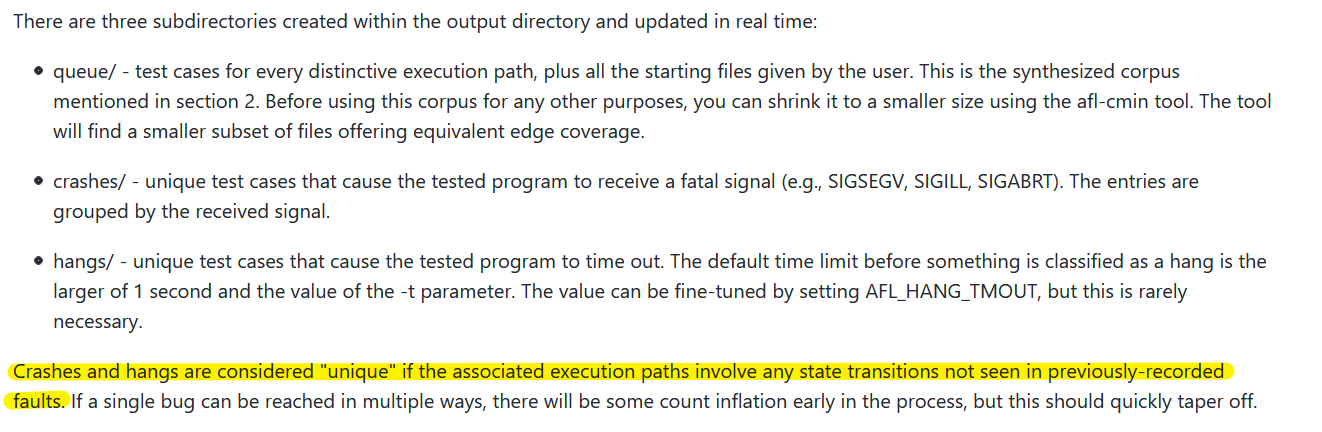 There are three subdirectories created within the output directory and updated in real time:
queue/ - test cases for every distinctive execution path, plus all the starting files given by the user. This is the synthesized corpus
mentioned in section 2. Before using this corpus for any other purposes, you can shrink it to a smaller size using the afl-cmin tool. The tool
will find a smaller subset of files offering equivalent edge coverage.
crashes/ - unique test cases that cause the tested program to receive a fatal signal (e.g., SIGSEGV, SIGILL, SIGABRT). The entries are
grouped by the received signal.
hangs/ - unique test cases that cause the tested program to time out. The default time limit before something is classified as a hang is the
larger of 1 second and the value of the -t parameter. The value can be fine-tuned by setting AFL_HANG_TMOUT, but this is rarely
necessary.
Crashes and hangs are considered "unique" if the associated execution paths involve any state transitions not seen in previously-recorded
faults. If a single bug can be reached in multiple ways, there will be some count inflation early in the process, but this should quickly taper off.